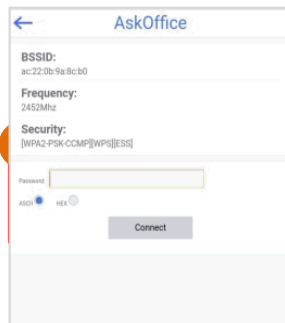 AskOffice
BSSID:
ac:22:0b:9a:8c:b0
Frequency:
2452Mhz
Security:
[WPA2-PSK-CCMP][WPS][ESS]
Password:
ASCII HEX
Connect